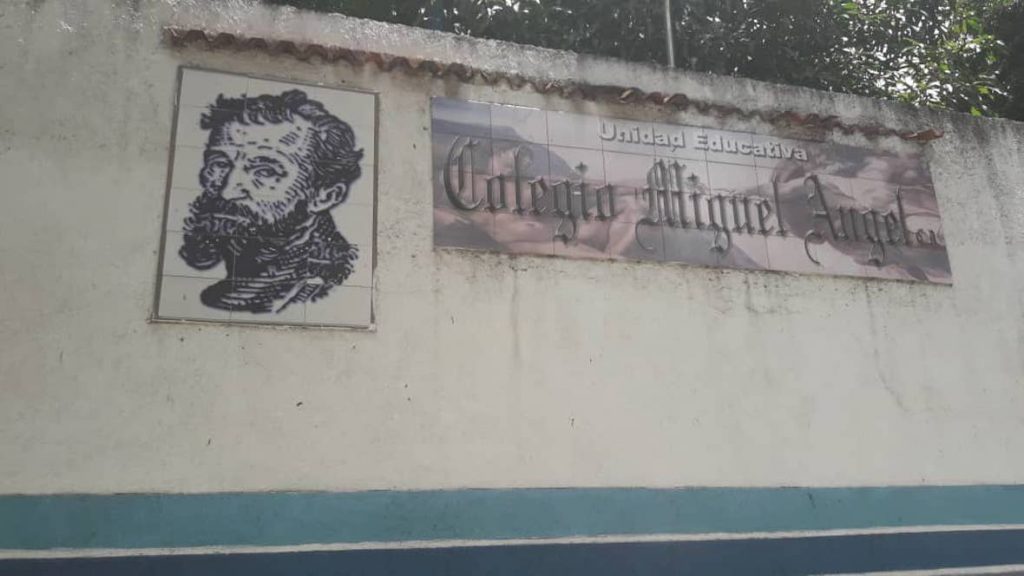 Unidad Educativa
Colegio Miguel Angel C.A.